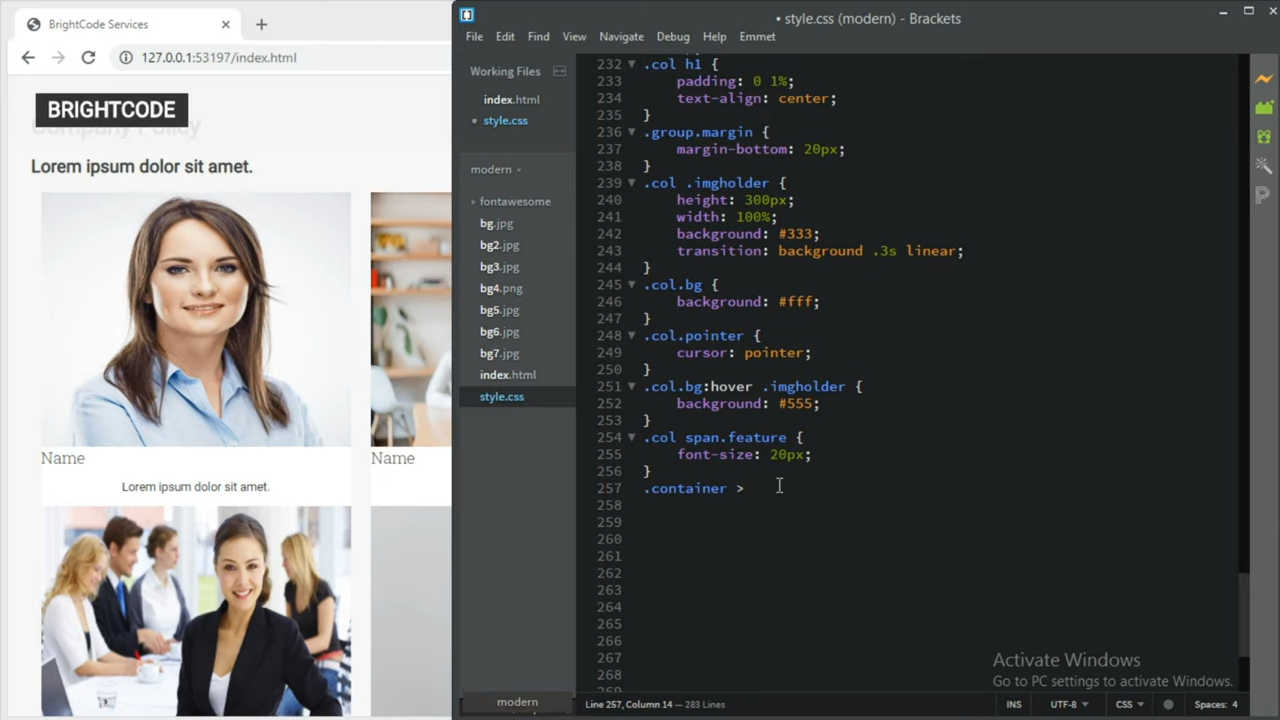 BrightCode Services
127.0.0.1:53197/index.html
BRIGHTCODE
Company Policy
Lorem ipsum dolor sit amet.
Name
Name
Lorem ipsum dolor sit amet.
• style.css (modern) - Brackets
File Edit Find View Navigate Debug Help Emmet
Working Files
index.html
style.css
modern
fontawesome
bg.jpg
bg2.jpg
bg3.jpg
bg4.png
bg5.jpg
bg6.jpg
bg7.jpg
index.html
style.css
modern
232 .col h1 {
233 padding: 0 1%;
234 text-align: center;
235 }
236 .group.margin {
237 margin-bottom: 20px;
238 }
239 .col .imgholder {
240 height: 300px;
241 width: 100%;
242 background: #333;
243 transition: background .3s linear;
244 }
245 .col.bg {
246 background: #fff;
247 }
248 .col.pointer {
249 cursor: pointer;
250 }
251 .col.bg:hover .imgholder {
252 background: #555;
253 }
254 .col span.feature {
255 font-size: 20px;
256 }
257 .container >
258
259
260
261
262
263
264
265
266
267
268
Activate Windows
Go to PC settings to activate Windows.
Line 257, Column 14 — 283 Lines
INS UTF-8 CSS Spaces: 4